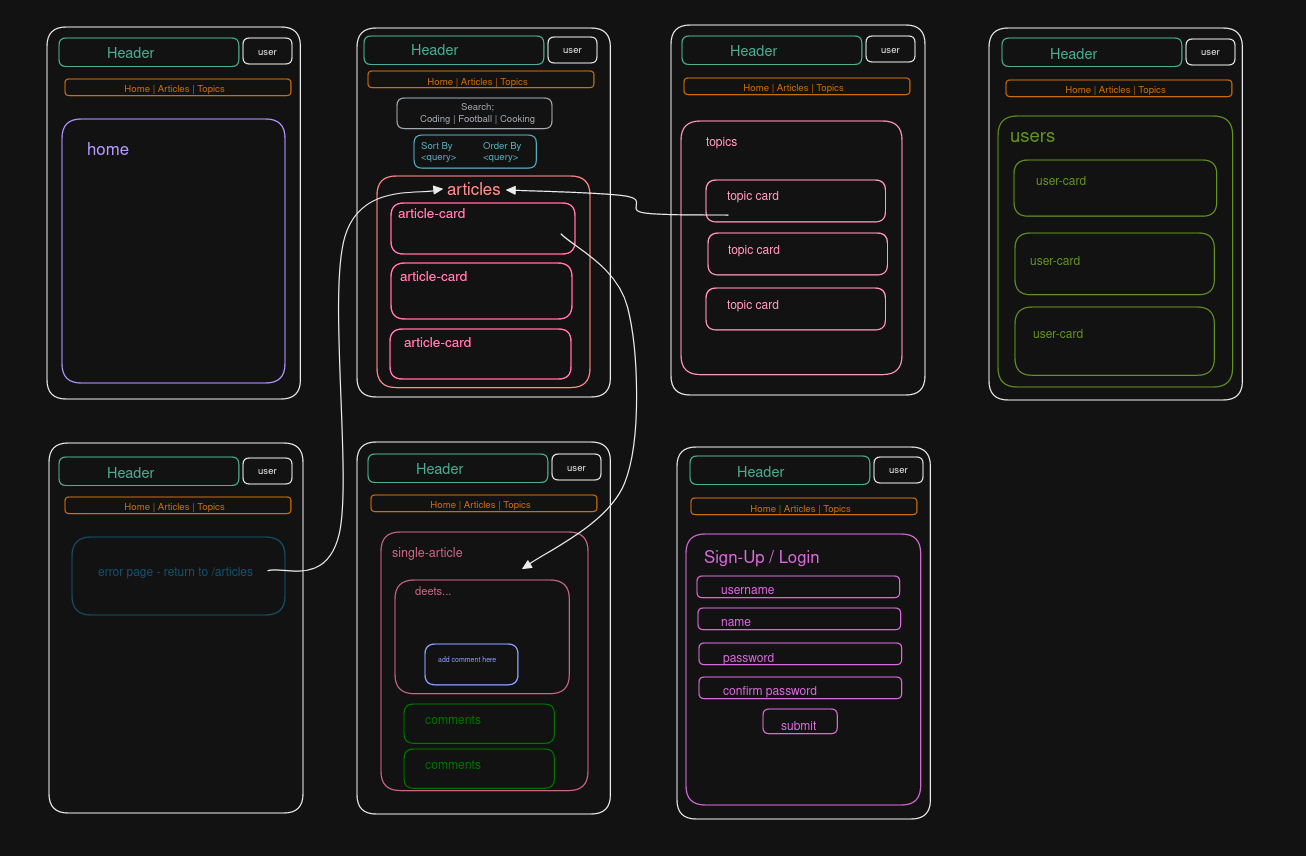 Header
user
Home | Articles | Topics
home
Header
user
Home | Articles | Topics
Search;
Coding | Football | Cooking
Sort By
<query>
Order By
<query>
articles
article-card
article-card
article-card
Header
user
Home | Articles | Topics
topics
topic card
topic card
topic card
Header
user
Home | Articles | Topics
users
user-card
user-card
user-card
Header
user
Home | Articles | Topics
error page - return to /articles
Header
user
Home | Articles | Topics
single-article
deets...
add comment here
comments
comments
Header
user
Home | Articles | Topics
Sign-Up / Login
username
name
password
confirm password
submit